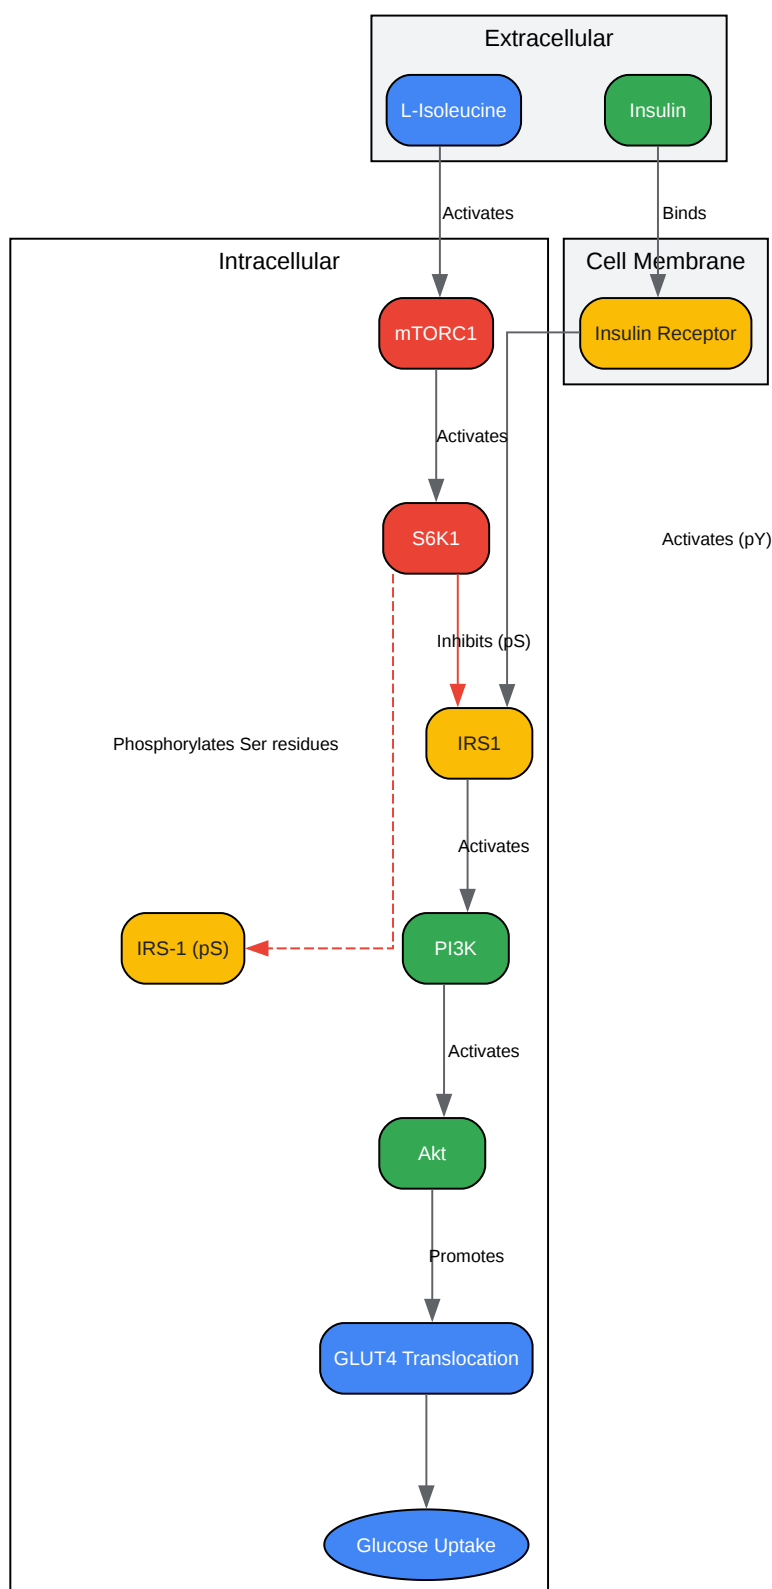 Extracellular
L-Isoleucine
Insulin
Activates
Binds
Intracellular
Cell Membrane
mTORC1
Insulin Receptor
Activates
S6K1
Activates (pY)
Inhibits (pS)
Phosphorylates Ser residues
IRS1
Activates
IRS-1 (pS)
PI3K
Activates
Akt
Promotes
GLUT4 Translocation
Glucose Uptake